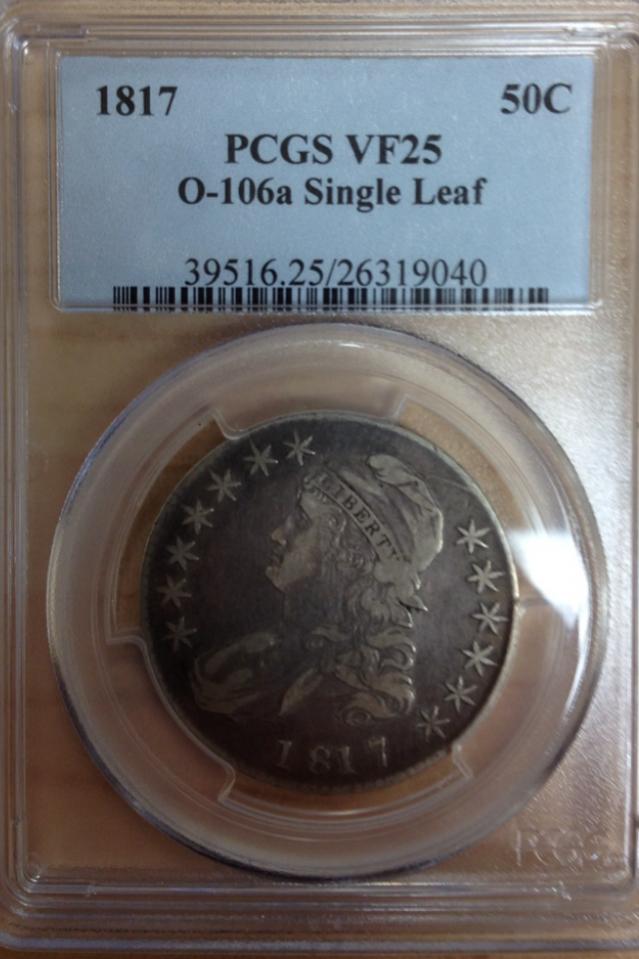 1817 50C
PCGS VF25
O-106a Single Leaf
39516.25/26319040
LIBERTY
1817
PCGS